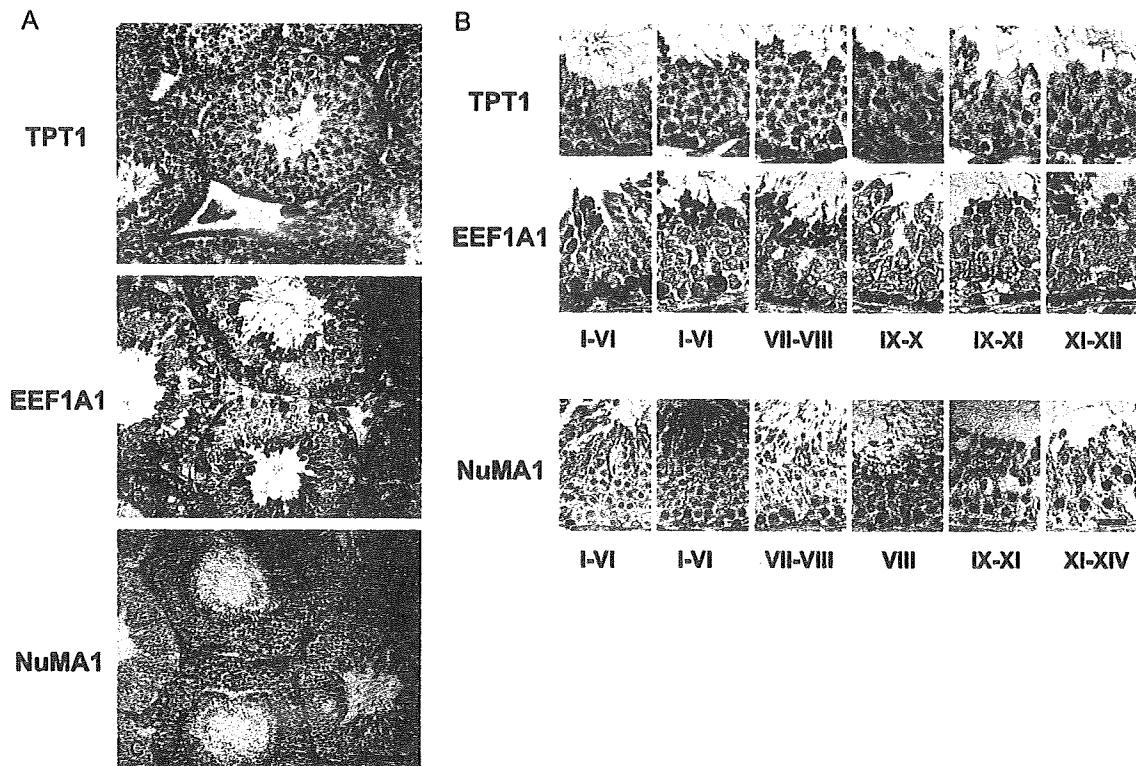 A
TPT1
EEF1A1
NuMA1
B
TPT1
EEF1A1
I-VI I-VI VII-VIII IX-X IX-XI XI-XII
NuMA1
I-VI I-VI VII-VIII VIII IX-XI XI-XIV